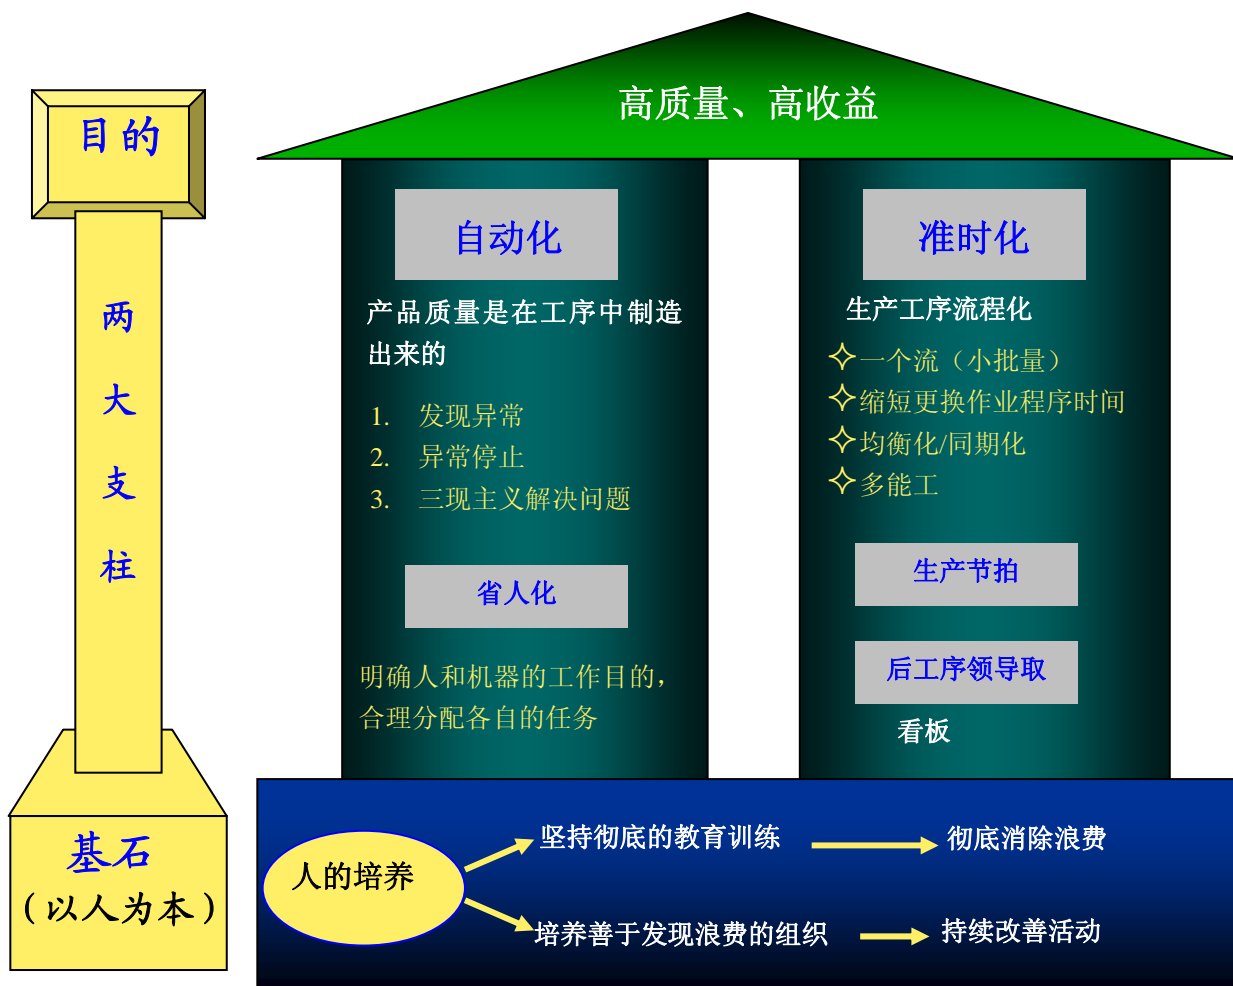 目的
两
大
支
柱
基石
（以人为本）
高质量、高收益
自动化
产品质量是在工序中制造
出来的
1. 发现异常
2. 异常停止
3. 三现主义解决问题
省人化
明确人和机器的工作目的，
合理分配各自的任务
准时化
生产工序流程化
一个流（小批量）
缩短更换作业程序时间
均衡化/同期化
多能工
生产节拍
后工序领导取
看板
人的培养
坚持彻底的教育训练
彻底消除浪费
培养善于发现浪费的组织
持续改善活动